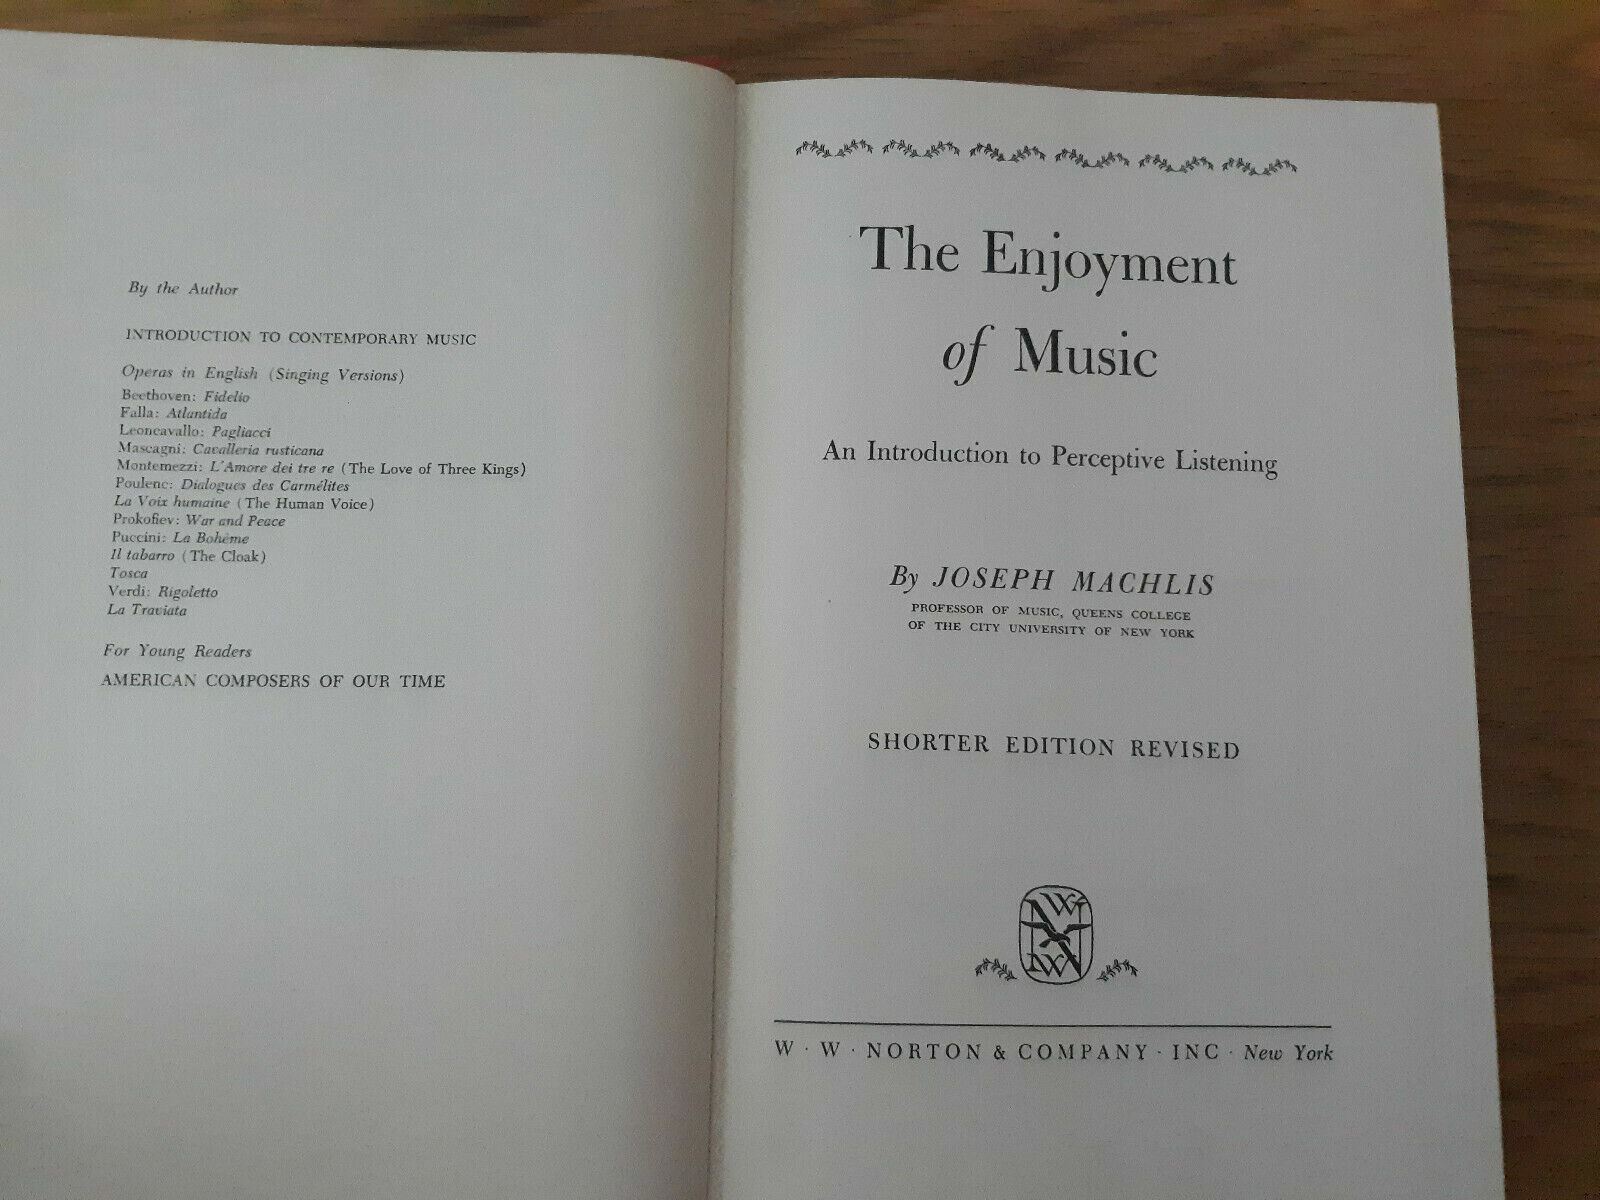 By the Author
INTRODUCTION TO CONTEMPORARY MUSIC
Operas in English (Singing Versions)
Beethoven: Fidelio
Falla: Atlantida
Leoncavallo: Pagliacci
Mascagni: Cavalleria rusticana
Montemezzi: L'Amore dei tre re (The Love of Three Kings)
Poulenc: Dialogues des Carmélites
La Voix humaine (The Human Voice)
Prokofiev: War and Peace
Puccini: La Bohème
Il tabarro (The Cloak)
Tosca
Verdi: Rigoletto
La Traviata
For Young Readers
AMERICAN COMPOSERS OF OUR TIME
The Enjoyment
of Music
An Introduction to Perceptive Listening
By JOSEPH MACHLIS
PROFESSOR OF MUSIC, QUEENS COLLEGE
OF THE CITY UNIVERSITY OF NEW YORK
SHORTER EDITION REVISED
W · W · NORTON & COMPANY · INC · New York